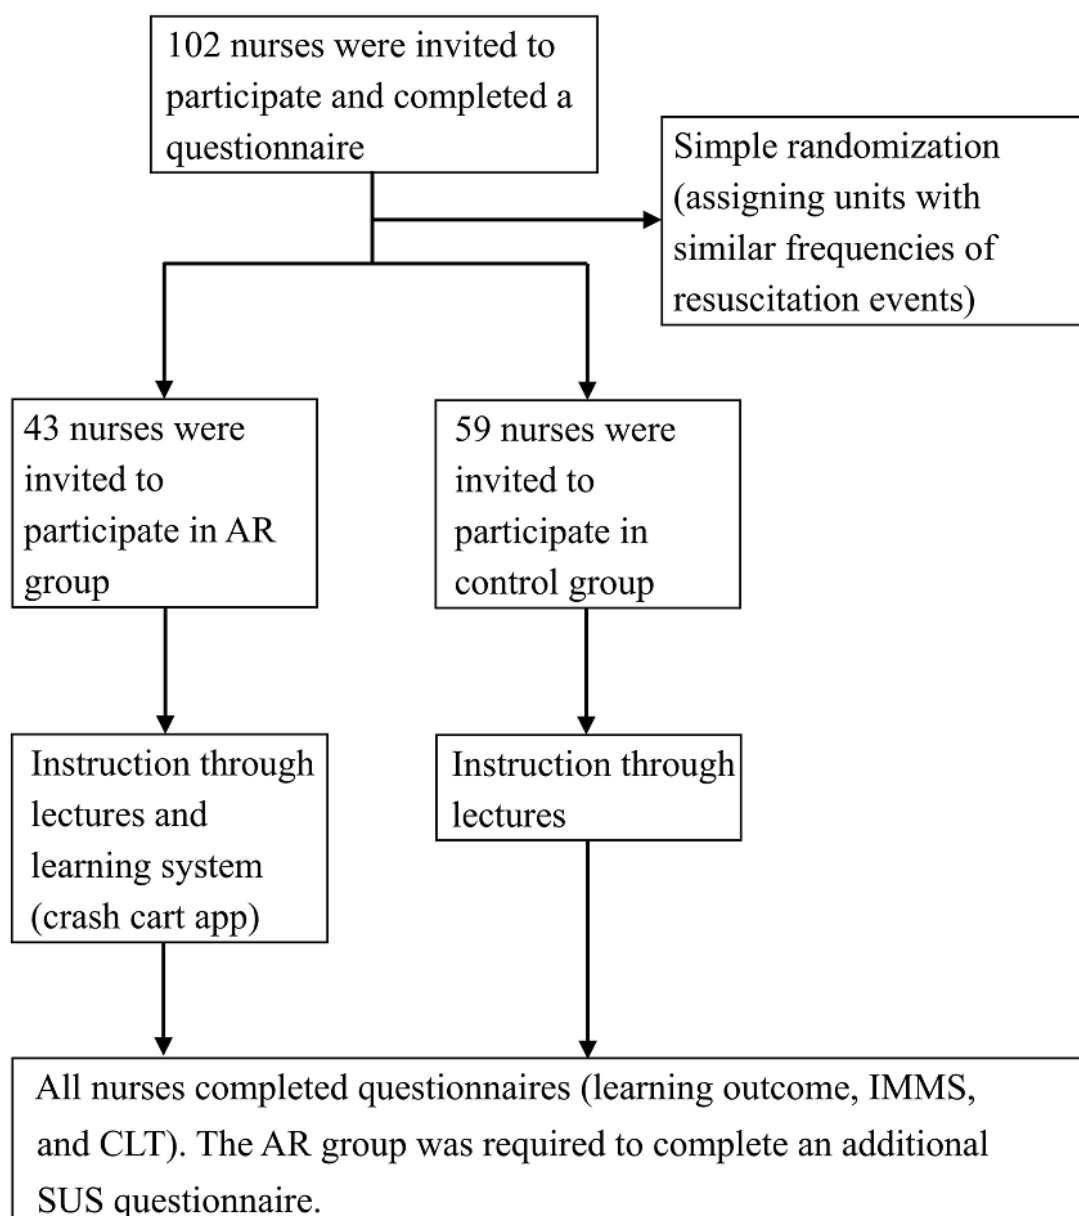 102 nurses were invited to
participate and completed a
questionnaire
Simple randomization
(assigning units with
similar frequencies of
resuscitation events)
43 nurses were
invited to
participate in AR
group
59 nurses were
invited to
participate in
control group
Instruction through
lectures and
learning system
(crash cart app)
Instruction through
lectures
All nurses completed questionnaires (learning outcome, IMMS,
and CLT). The AR group was required to complete an additional
SUS questionnaire.